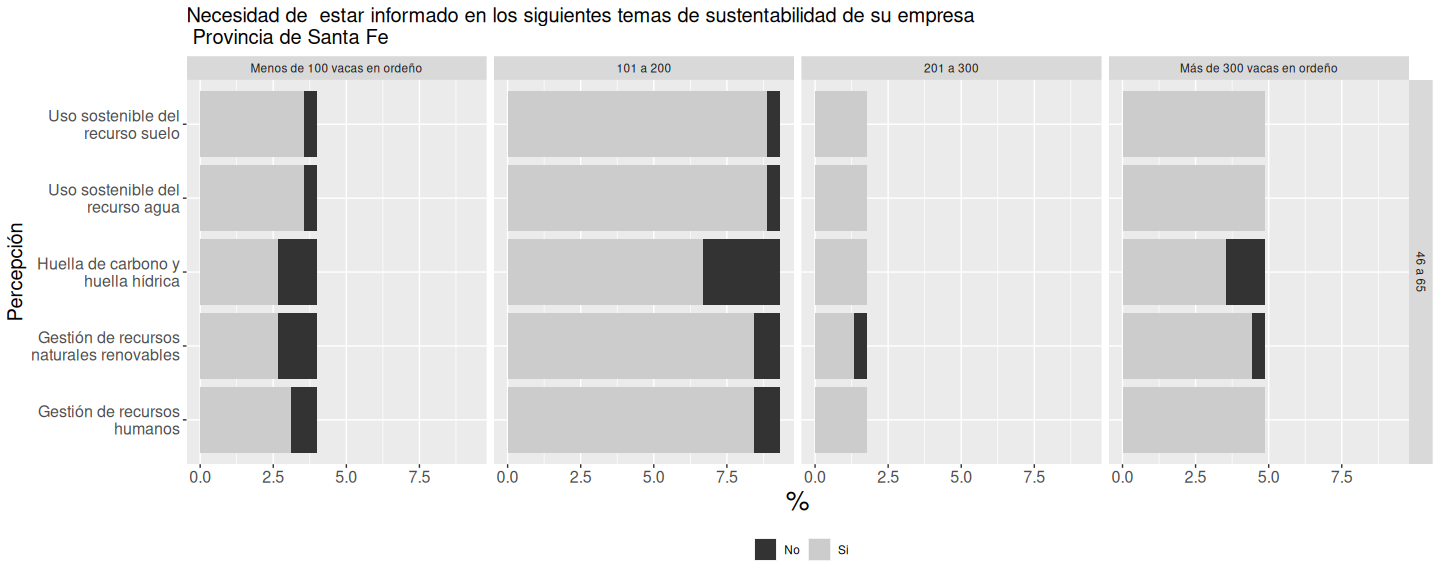 Necesidad de  estar informado en los siguientes temas de sustentabilidad de su empresa
Provincia de Santa Fe
Menos de 100 vacas en ordeño
101 a 200
201 a 300
Más de 300 vacas en ordeño
Percepción
Uso sostenible del
recurso suelo
Uso sostenible del
recurso agua
Huella de carbono y
huella hídrica
Gestión de recursos
naturales renovables
Gestión de recursos
humanos
46 a 65
0.0 2.5 5.0 7.5
0.0 2.5 5.0 7.5
0.0 2.5 5.0 7.5
0.0 2.5 5.0 7.5
%
No
Si